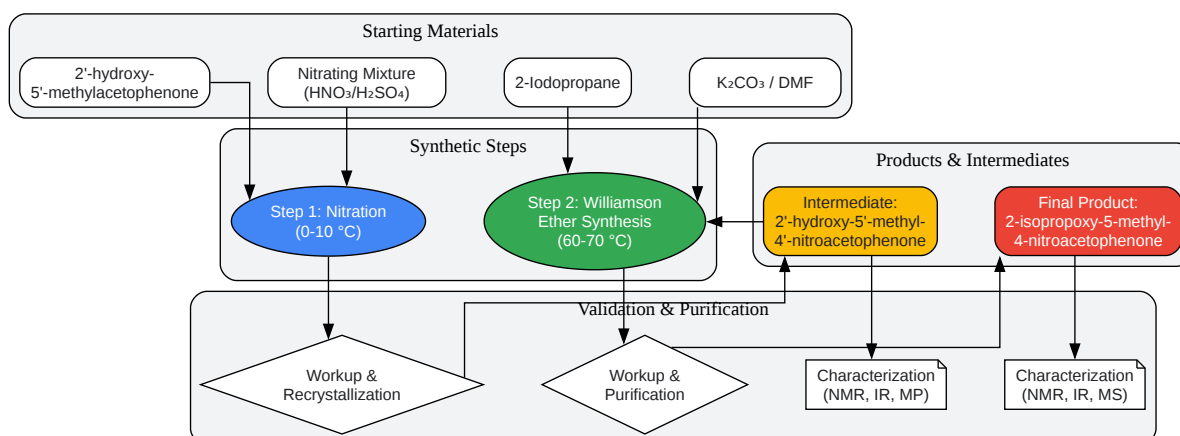 Starting Materials
2'-hydroxy-
5'-methylacetophenone
Nitrating Mixture
(HNO₃/H₂SO₄)
2-Iodopropane
K₂CO₃ / DMF
Synthetic Steps
Step 1: Nitration
(0-10 °C)
Step 2: Williamson
Ether Synthesis
(60-70 °C)
Products & Intermediates
Intermediate:
2'-hydroxy-5'-methyl-
4'-nitroacetophenone
Final Product:
2-isopropoxy-5-methyl-
4-nitroacetophenone
Validation & Purification
Workup &
Recrystallization
Workup &
Purification
Characterization
(NMR, IR, MP)
Characterization
(NMR, IR, MS)